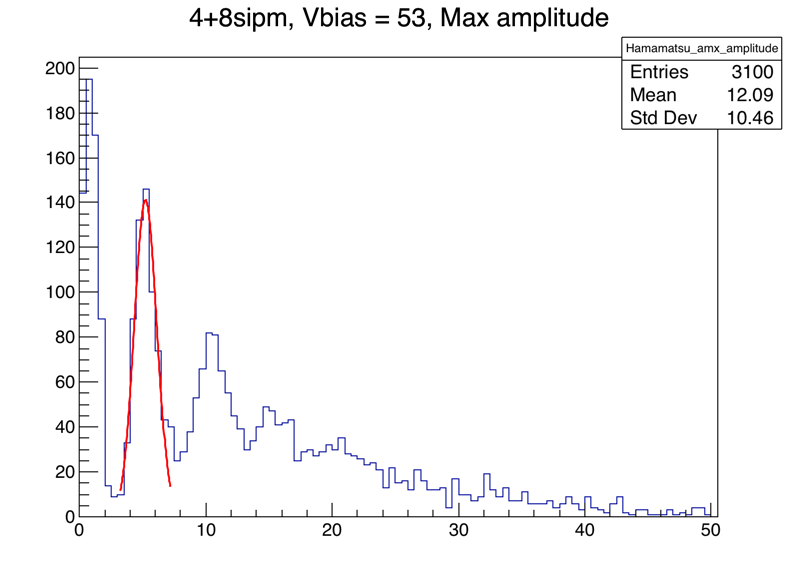 4+8sipm, Vbias = 53, Max amplitude
Hamamatsu_amx_amplitude
Entries 3100
Mean 12.09
Std Dev 10.46
200
180
160
140
120
100
80
60
40
20
0
0 10 20 30 40 50